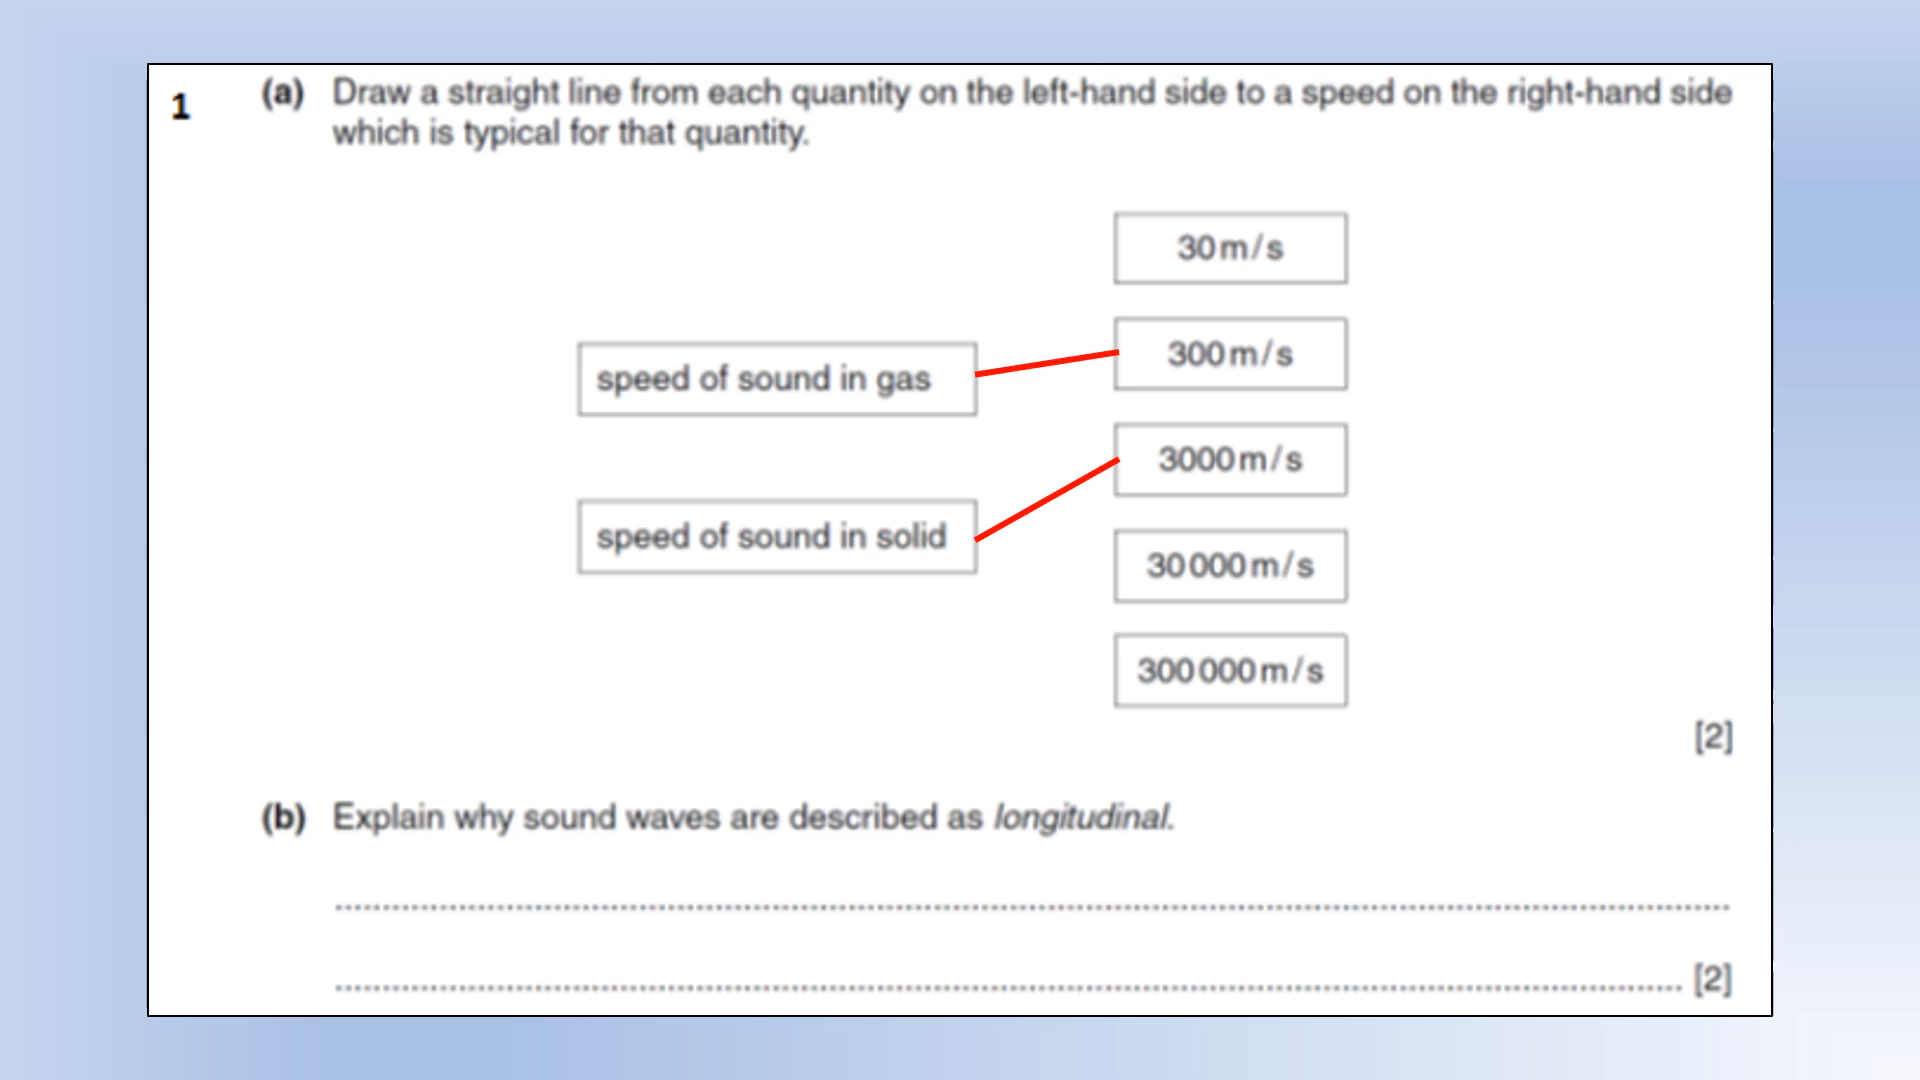 1 (a) Draw a straight line from each quantity on the left-hand side to a speed on the right-hand side
which is typical for that quantity.
30 m/s
300 m/s
speed of sound in gas
3000 m/s
speed of sound in solid
30 000 m/s
300 000 m/s
[2]
(b) Explain why sound waves are described as longitudinal.
[2]